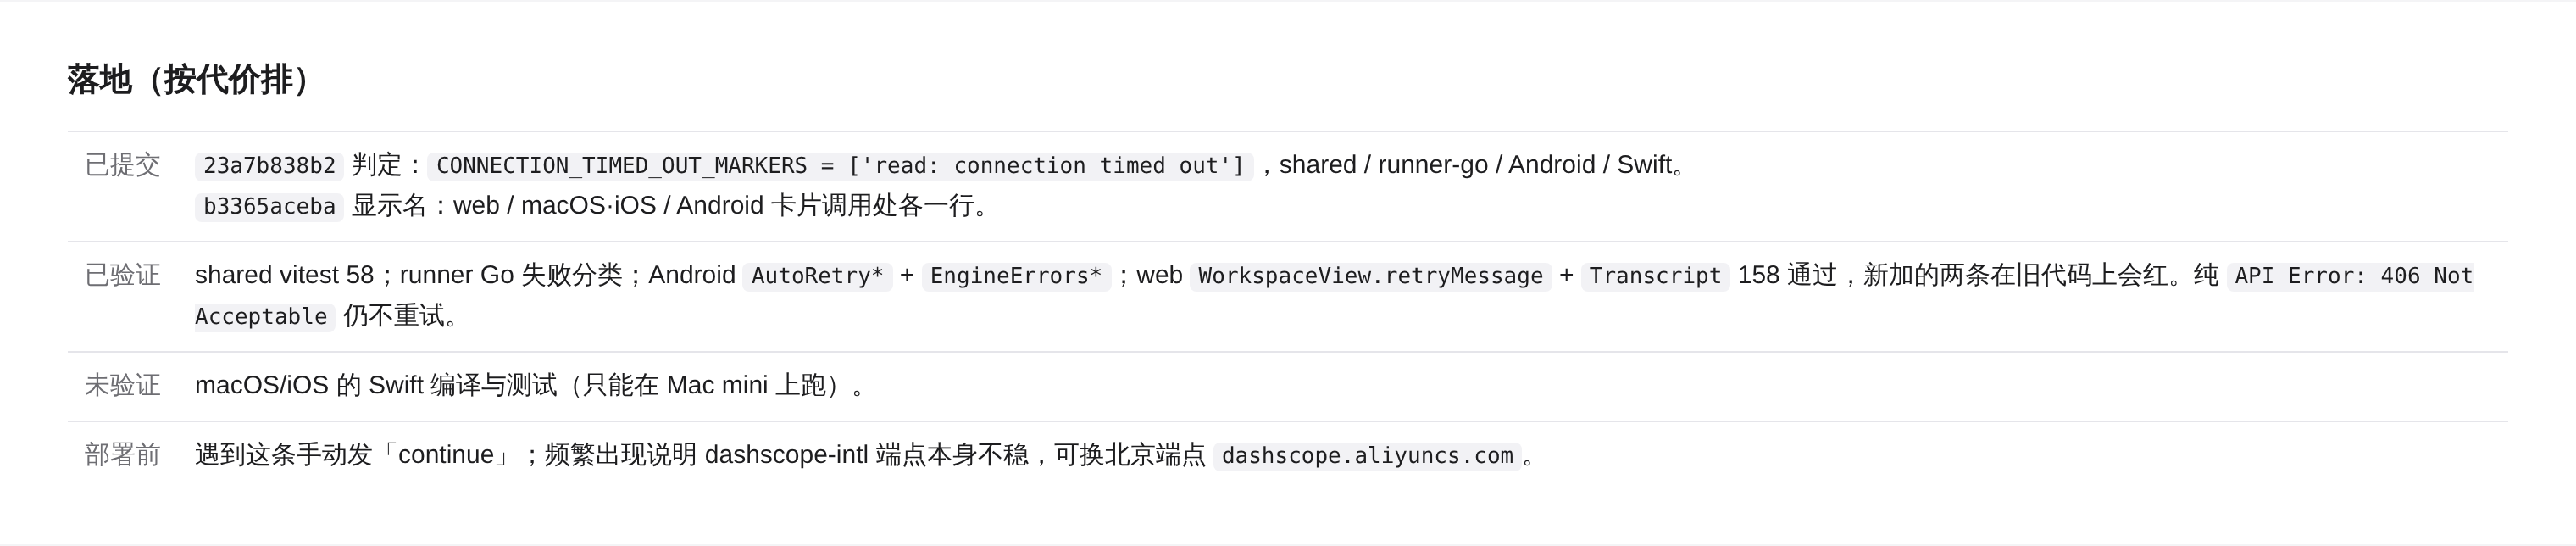 落地（按代价排）
已提交 23a7b838b2 判定：CONNECTION_TIMED_OUT_MARKERS = ['read: connection timed out']，shared / runner-go / Android / Swift。
b3365aceba 显示名：web / macOS·iOS / Android 卡片调用处各一行。
已验证 shared vitest 58；runner Go 失败分类；Android AutoRetry* + EngineErrors*；web WorkspaceView.retryMessage + Transcript 158 通过，新加的两条在旧代码上会红。纯 API Error: 406 Not
Acceptable 仍不重试。
未验证 macOS/iOS 的 Swift 编译与测试（只能在 Mac mini 上跑）。
部署前 遇到这条手动发「continue」；频繁出现说明 dashscope-intl 端点本身不稳，可换北京端点 dashscope.aliyuncs.com。